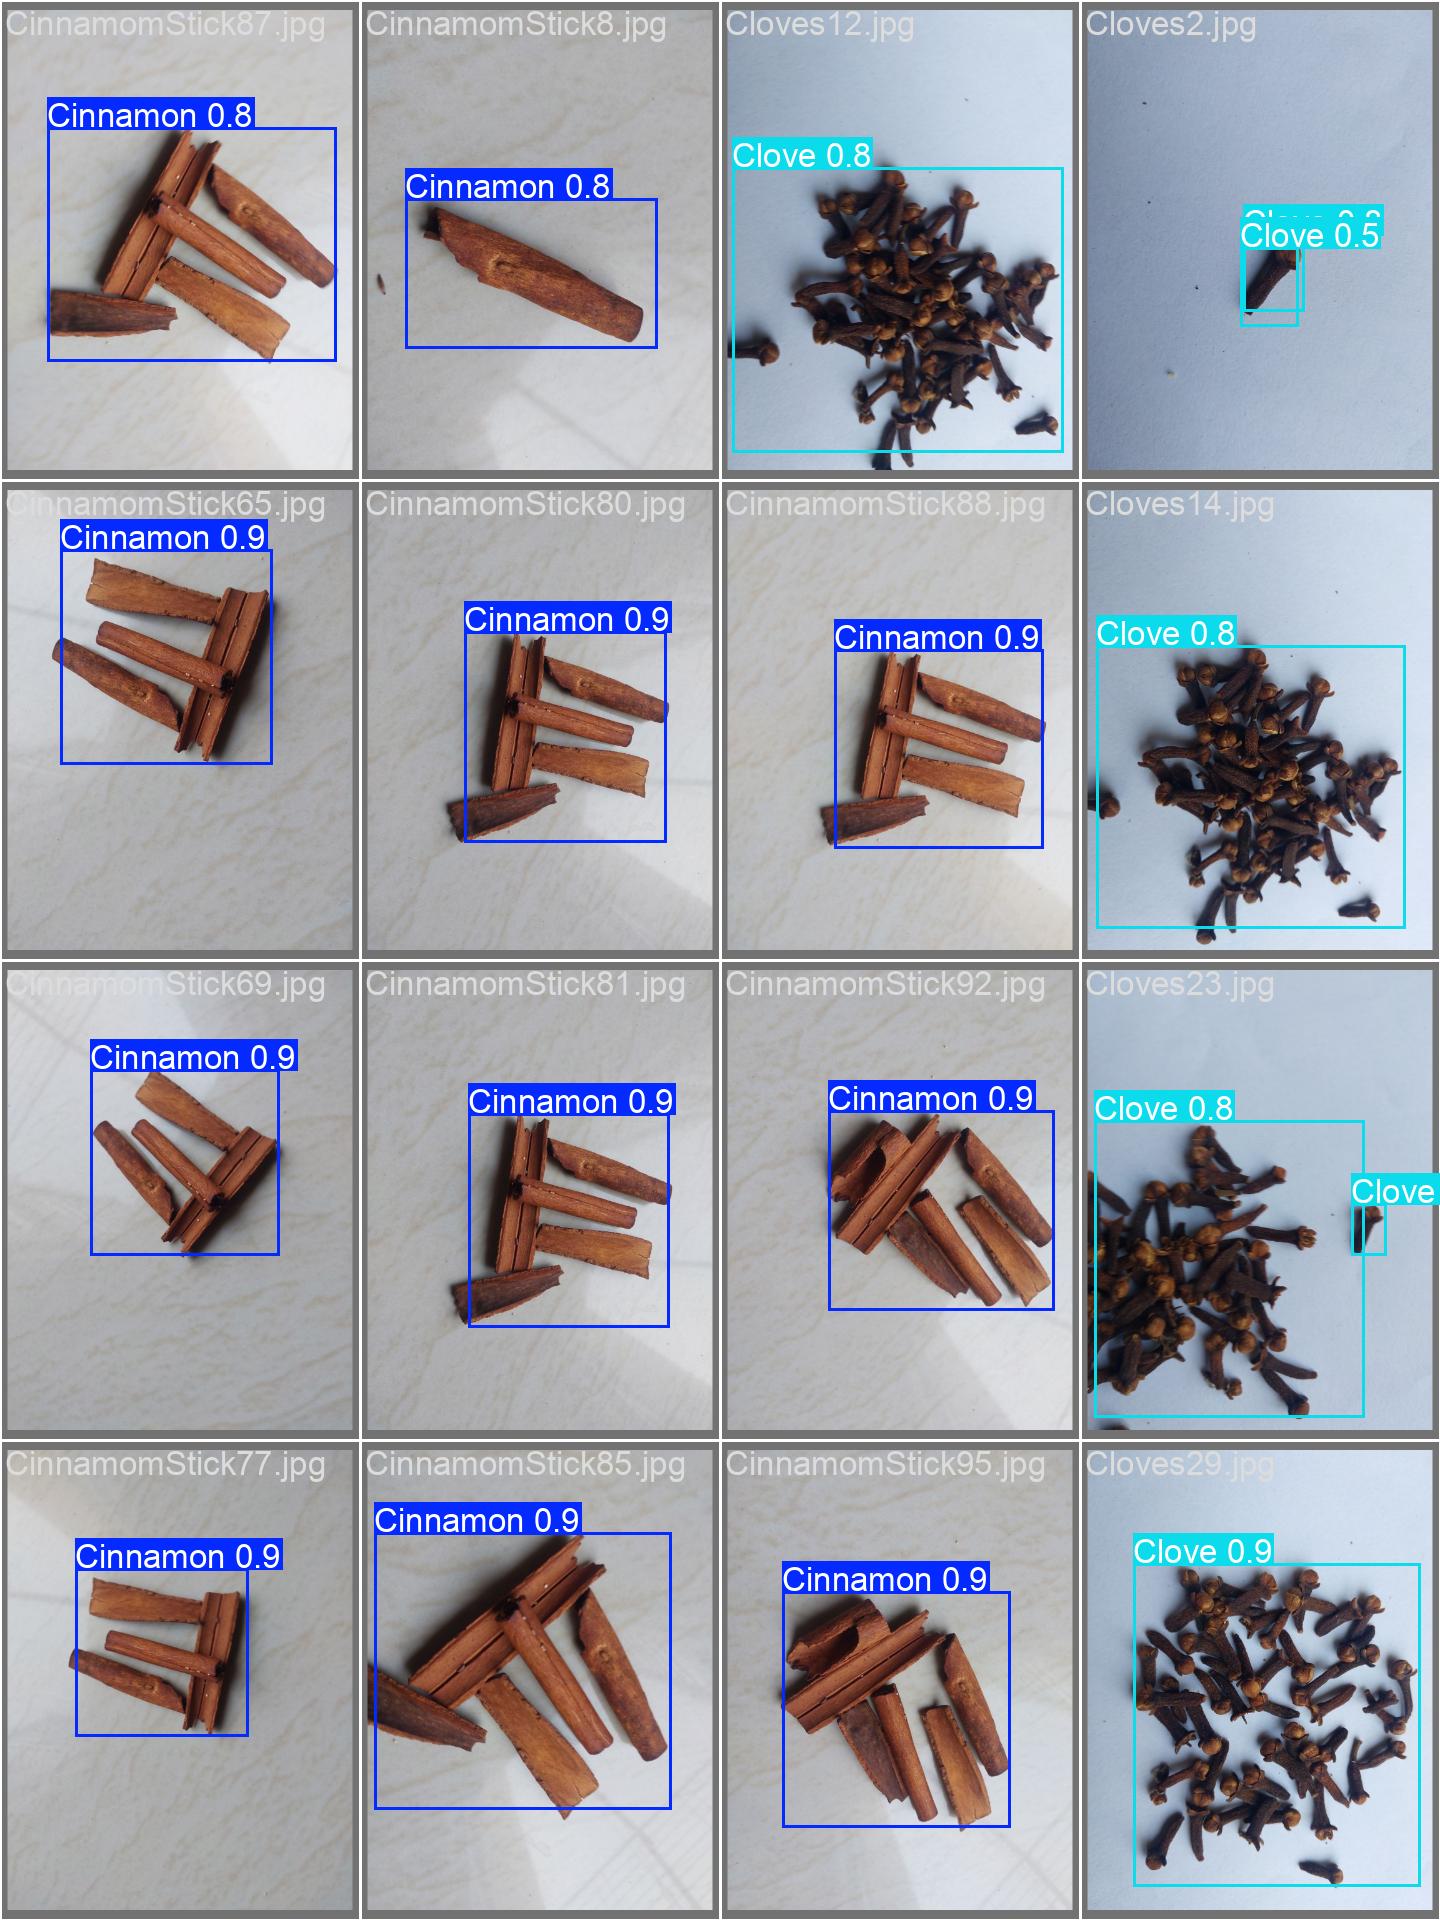 CinnamomStick87.jpg
Cinnamon 0.8
CinnamomStick8.jpg
Cinnamon 0.8
Cloves12.jpg
Clove 0.8
Cloves2.jpg
Clove 0.5
CinnamomStick65.jpg
Cinnamon 0.9
CinnamomStick80.jpg
Cinnamon 0.9
CinnamomStick88.jpg
Cinnamon 0.9
Cloves14.jpg
Clove 0.8
CinnamomStick69.jpg
Cinnamon 0.9
CinnamomStick81.jpg
Cinnamon 0.9
CinnamomStick92.jpg
Cinnamon 0.9
Cloves23.jpg
Clove 0.8
Clove
CinnamomStick77.jpg
Cinnamon 0.9
CinnamomStick85.jpg
Cinnamon 0.9
CinnamomStick95.jpg
Cinnamon 0.9
Cloves29.jpg
Clove 0.9